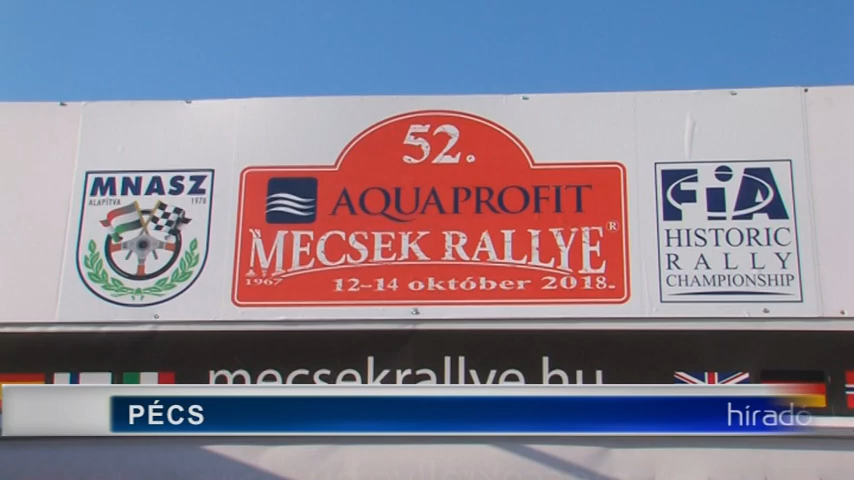 52.
AQUAPROFIT
MECSEK RALLYE®
1967
12-14 október 2018.
MNASZ
ALAPÍTVA 1970
FIA
HISTORIC
RALLY
CHAMPIONSHIP
mecsekrallye.hu
PÉCS
híradó